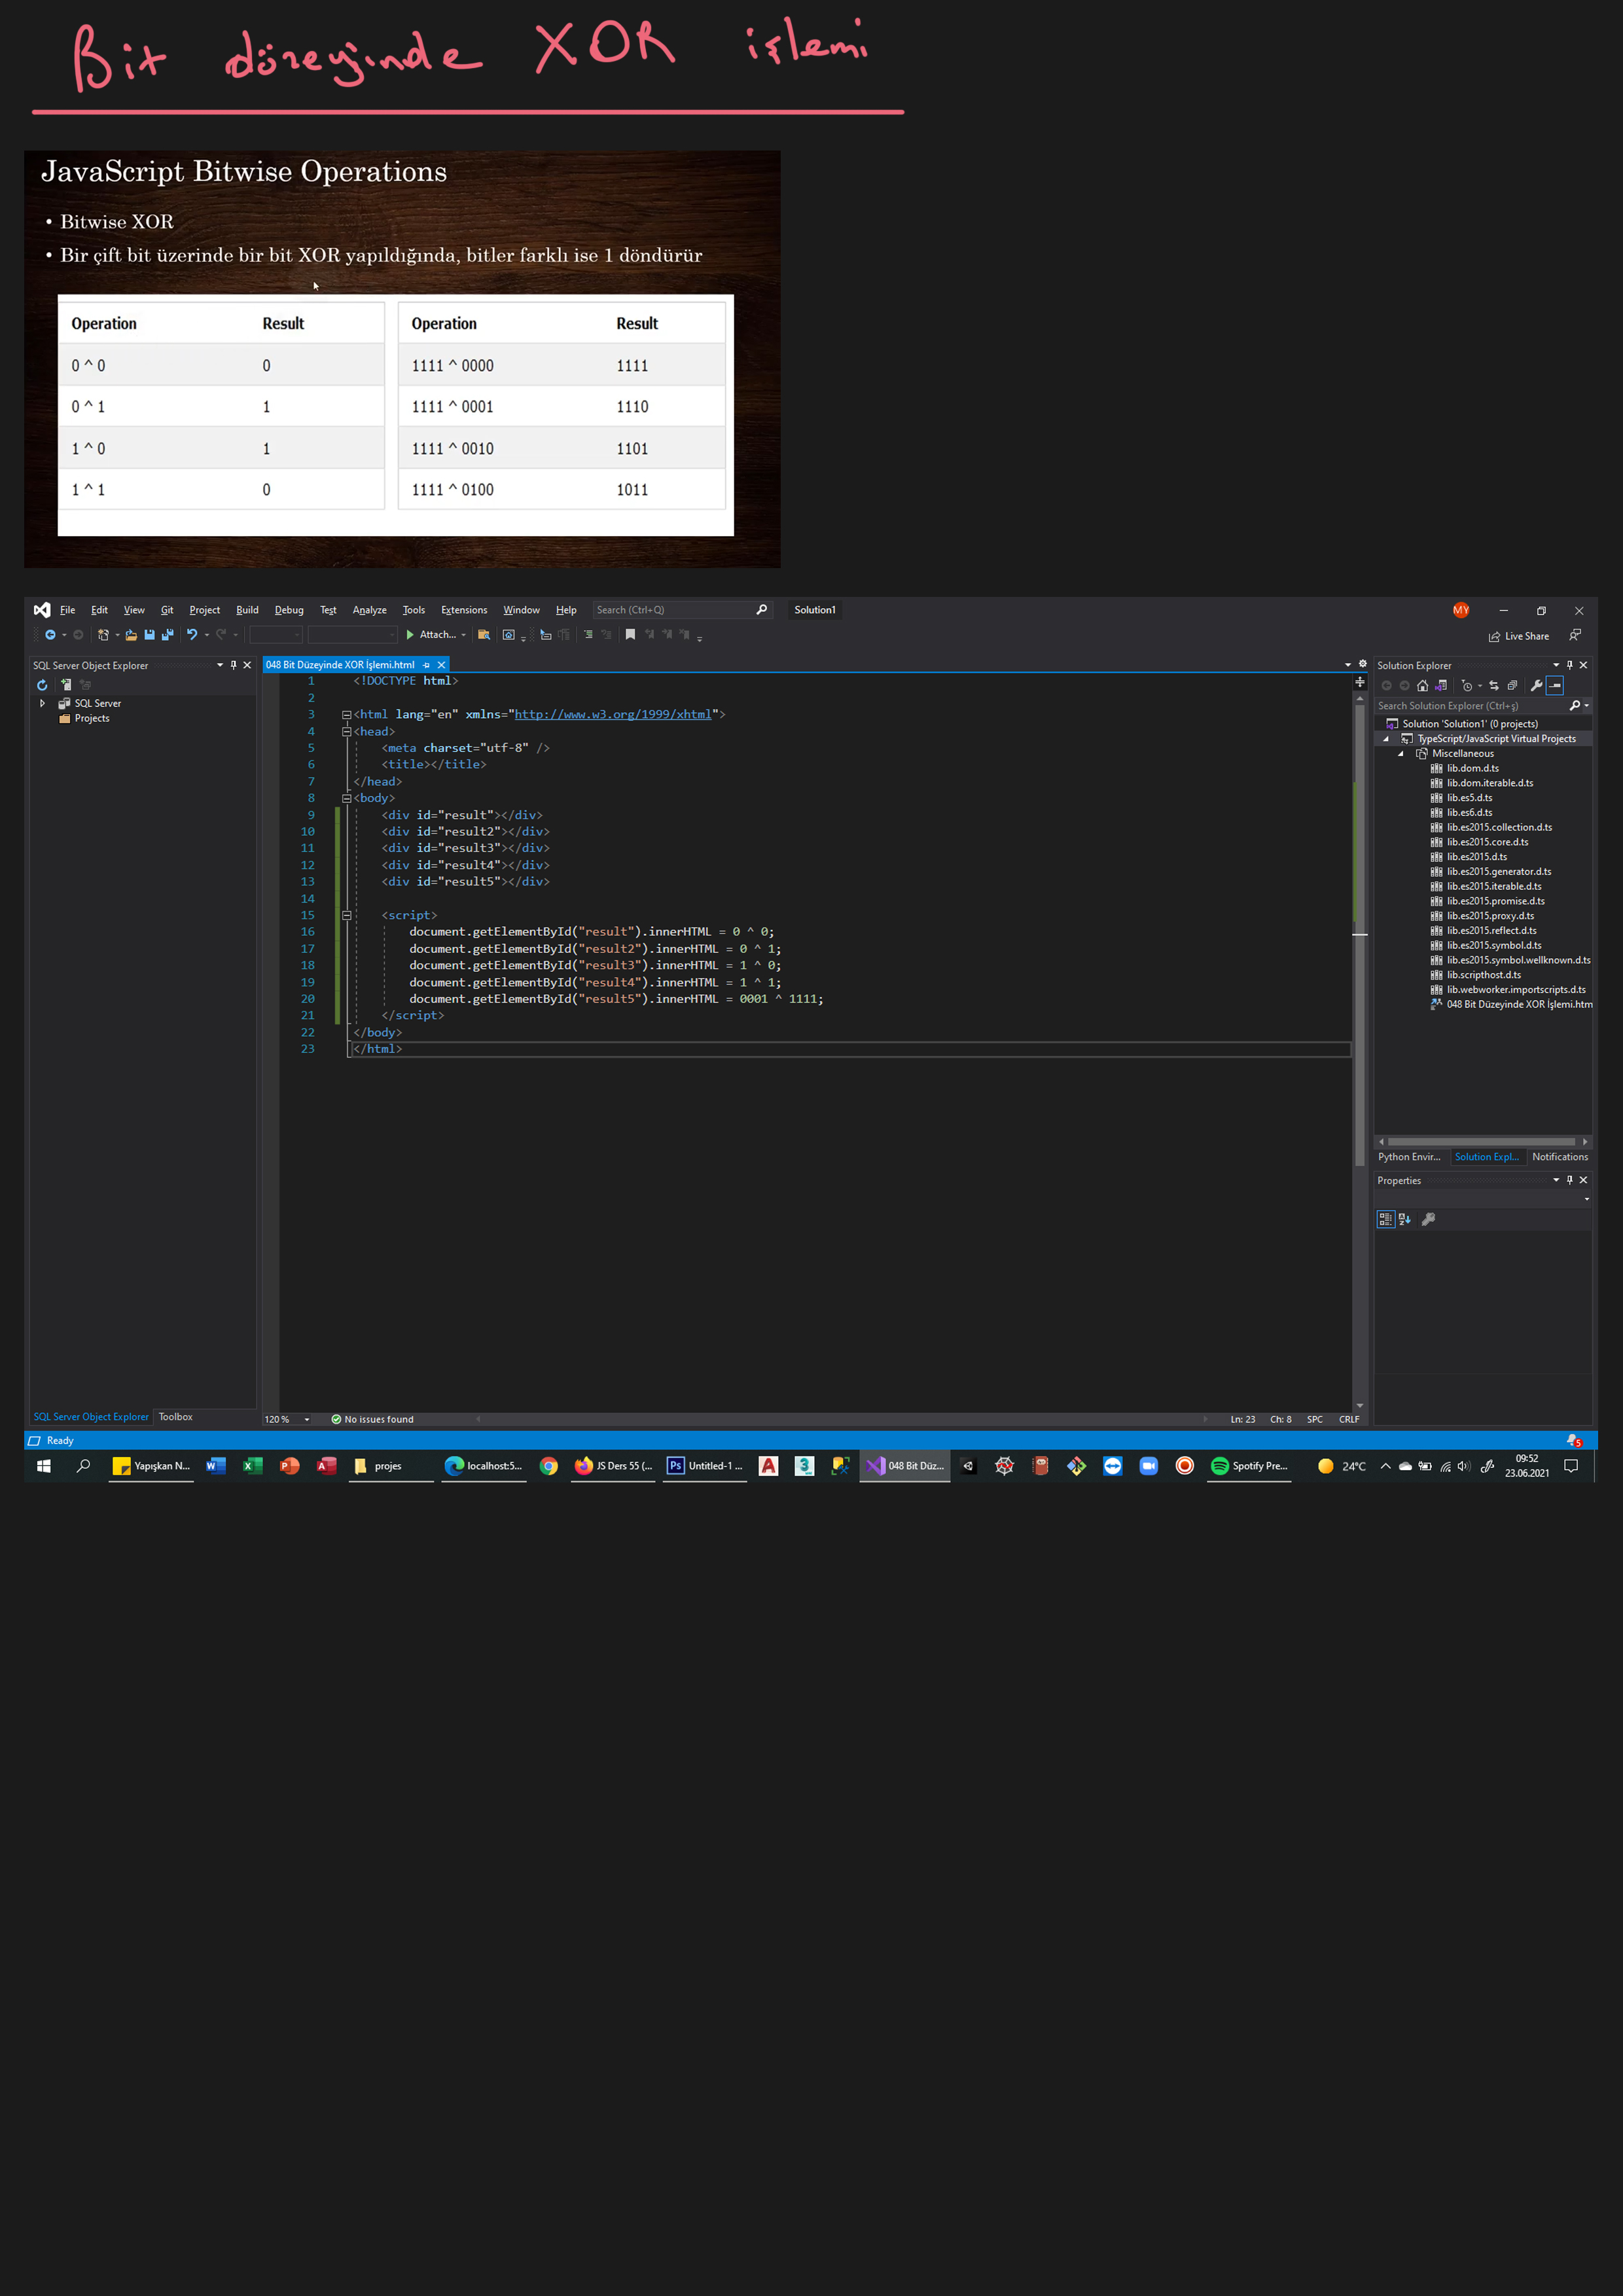 Bit düzeyinde XOR işlemi
JavaScript Bitwise Operations
• Bitwise XOR
• Bir çift bit üzerinde bir bit XOR yapıldığında, bitler farklı ise 1 döndürür
Operation Result Operation Result
0 ^ 0 0 1111 ^ 0000 1111
0 ^ 1 1 1111 ^ 0001 1110
1 ^ 0 1 1111 ^ 0010 1101
1 ^ 1 0 1111 ^ 0100 1011
File Edit View Git Project Build Debug Test Analyze Tools Extensions Window Help Search (Ctrl+Q) Solution1 MY
Attach... Live Share
SQL Server Object Explorer
SQL Server
Projects
048 Bit Düzeyinde XOR İşlemi.html
1 <!DOCTYPE html>
2
3 <html lang="en" xmlns="http://www.w3.org/1999/xhtml">
4 <head>
5 <meta charset="utf-8" />
6 <title></title>
7 </head>
8 <body>
9 <div id="result"></div>
10 <div id="result2"></div>
11 <div id="result3"></div>
12 <div id="result4"></div>
13 <div id="result5"></div>
14
15 <script>
16 document.getElementById("result").innerHTML = 0 ^ 0;
17 document.getElementById("result2").innerHTML = 0 ^ 1;
18 document.getElementById("result3").innerHTML = 1 ^ 0;
19 document.getElementById("result4").innerHTML = 1 ^ 1;
20 document.getElementById("result5").innerHTML = 0001 ^ 1111;
21 </script>
22 </body>
23 </html>
Solution Explorer
Search Solution Explorer (Ctrl+ş)
Solution 'Solution1' (0 projects)
TypeScript/JavaScript Virtual Projects
Miscellaneous
lib.dom.d.ts
lib.dom.iterable.d.ts
lib.es5.d.ts
lib.es6.d.ts
lib.es2015.collection.d.ts
lib.es2015.core.d.ts
lib.es2015.d.ts
lib.es2015.generator.d.ts
lib.es2015.iterable.d.ts
lib.es2015.promise.d.ts
lib.es2015.proxy.d.ts
lib.es2015.reflect.d.ts
lib.es2015.symbol.d.ts
lib.es2015.symbol.wellknown.d.ts
lib.scripthost.d.ts
lib.webworker.importscripts.d.ts
048 Bit Düzeyinde XOR İşlemi.htm
Python Envir... Solution Expl... Notifications
Properties
SQL Server Object Explorer Toolbox
120 % No issues found Ln: 23 Ch: 8 SPC CRLF
Ready 5
Yapışkan N... projes localhost:5... JS Ders 55 (... Ps Untitled-1 ... 048 Bit Düz... Spotify Pre... 24°C 09:52
23.06.2021